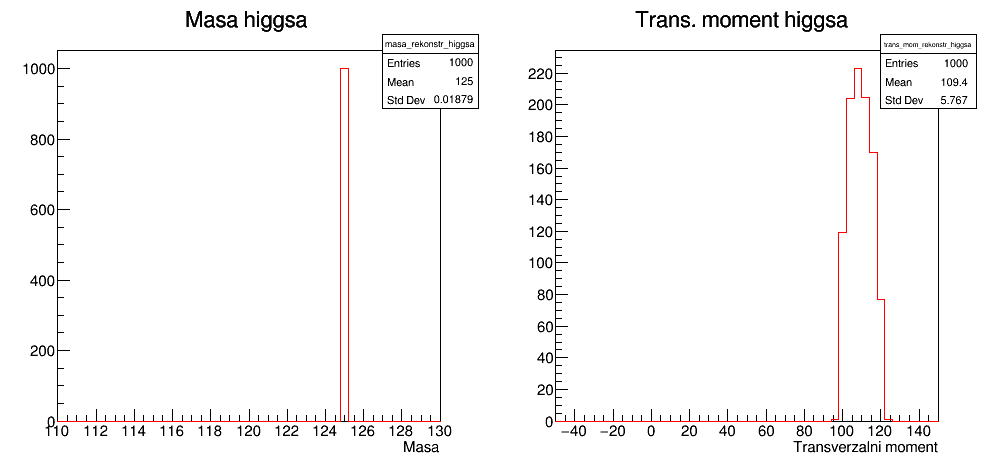 Masa higgsa
masa_rekonstr_higgsa
Entries 1000
Mean 125
Std Dev 0.01879
1000
800
600
400
200
0
110 112 114 116 118 120 122 124 126 128 130
Masa
Trans. moment higgsa
trans_mom_rekonstr_higgsa
Entries 1000
Mean 109.4
Std Dev 5.767
220
200
180
160
140
120
100
80
60
40
20
0
−40 −20 0 20 40 60 80 100 120 140
Transverzalni moment